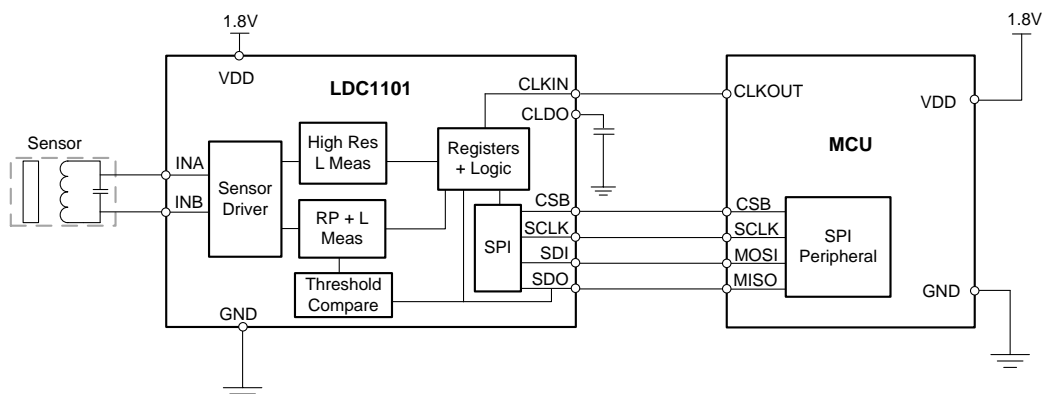 1.8V
VDD
LDC1101
CLKIN
CLDO
Sensor
INA
INB
Sensor
Driver
High Res
L Meas
Registers
+ Logic
RP + L
Meas
Threshold
Compare
SPI
CSB
SCLK
SDI
SDO
GND
1.8V
CLKOUT
VDD
MCU
CSB
SCLK
MOSI
MISO
SPI
Peripheral
GND